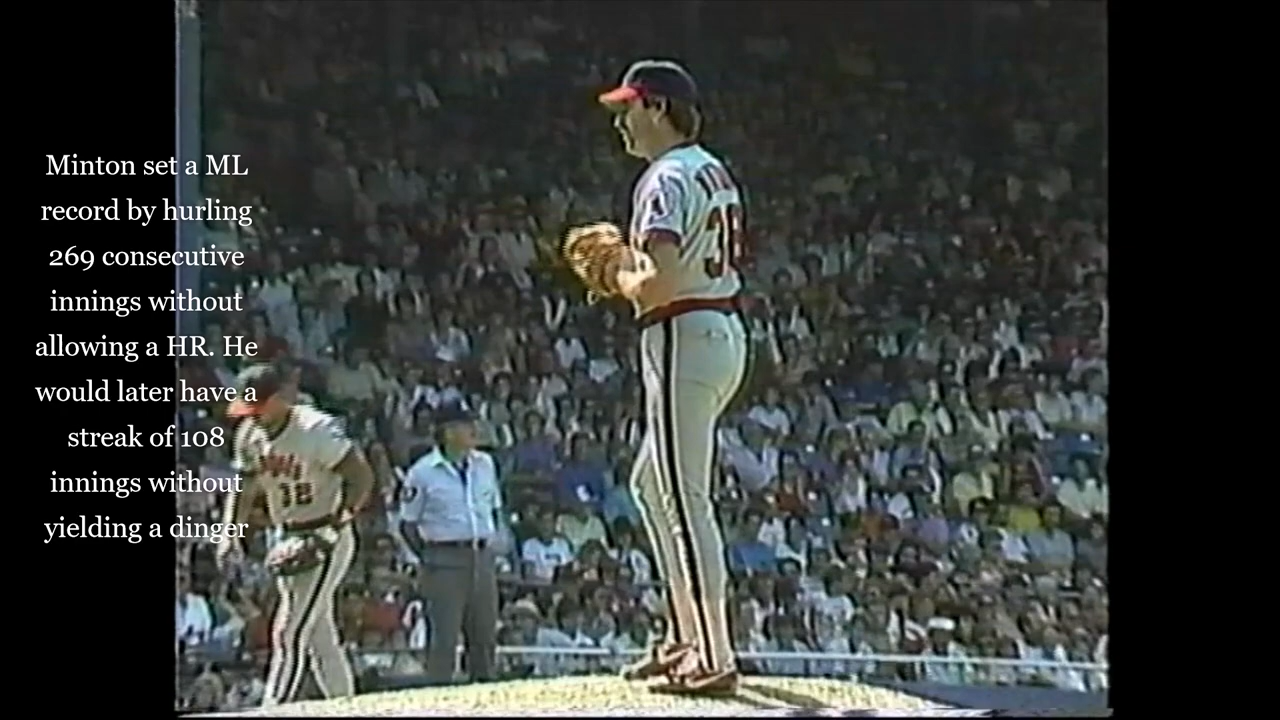 Minton set a ML
record by hurling
269 consecutive
innings without
allowing a HR. He
would later have a
streak of 108
innings without
yielding a dinger
12